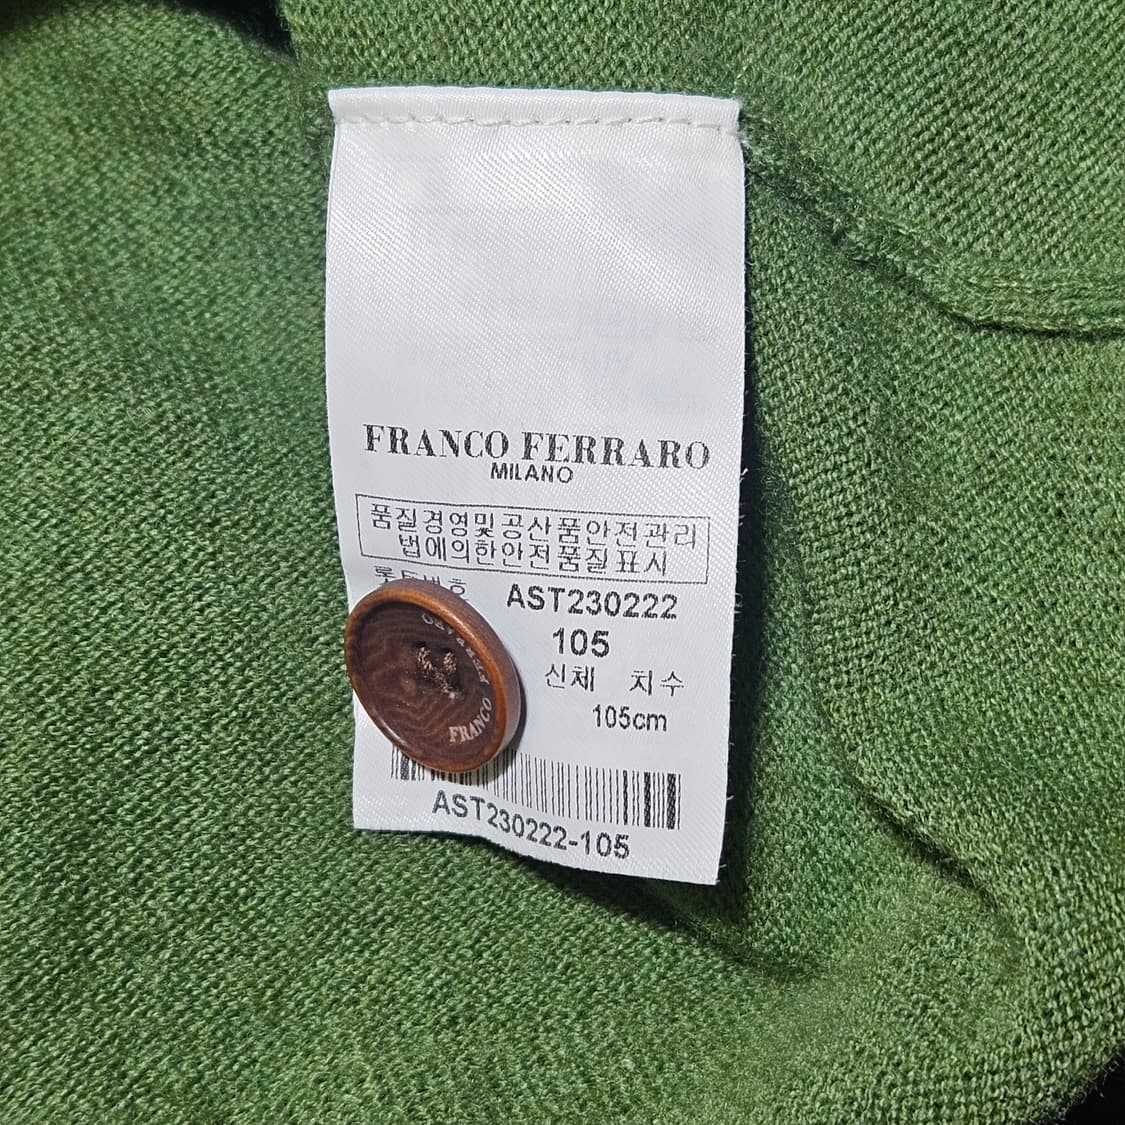 FRANCO FERRARO
MILANO
품질경영및공산품안전관리
법에의한안전품질표시
AST230222
105
신체 치수
105cm
FERRARO
FRANCO
AST230222-105